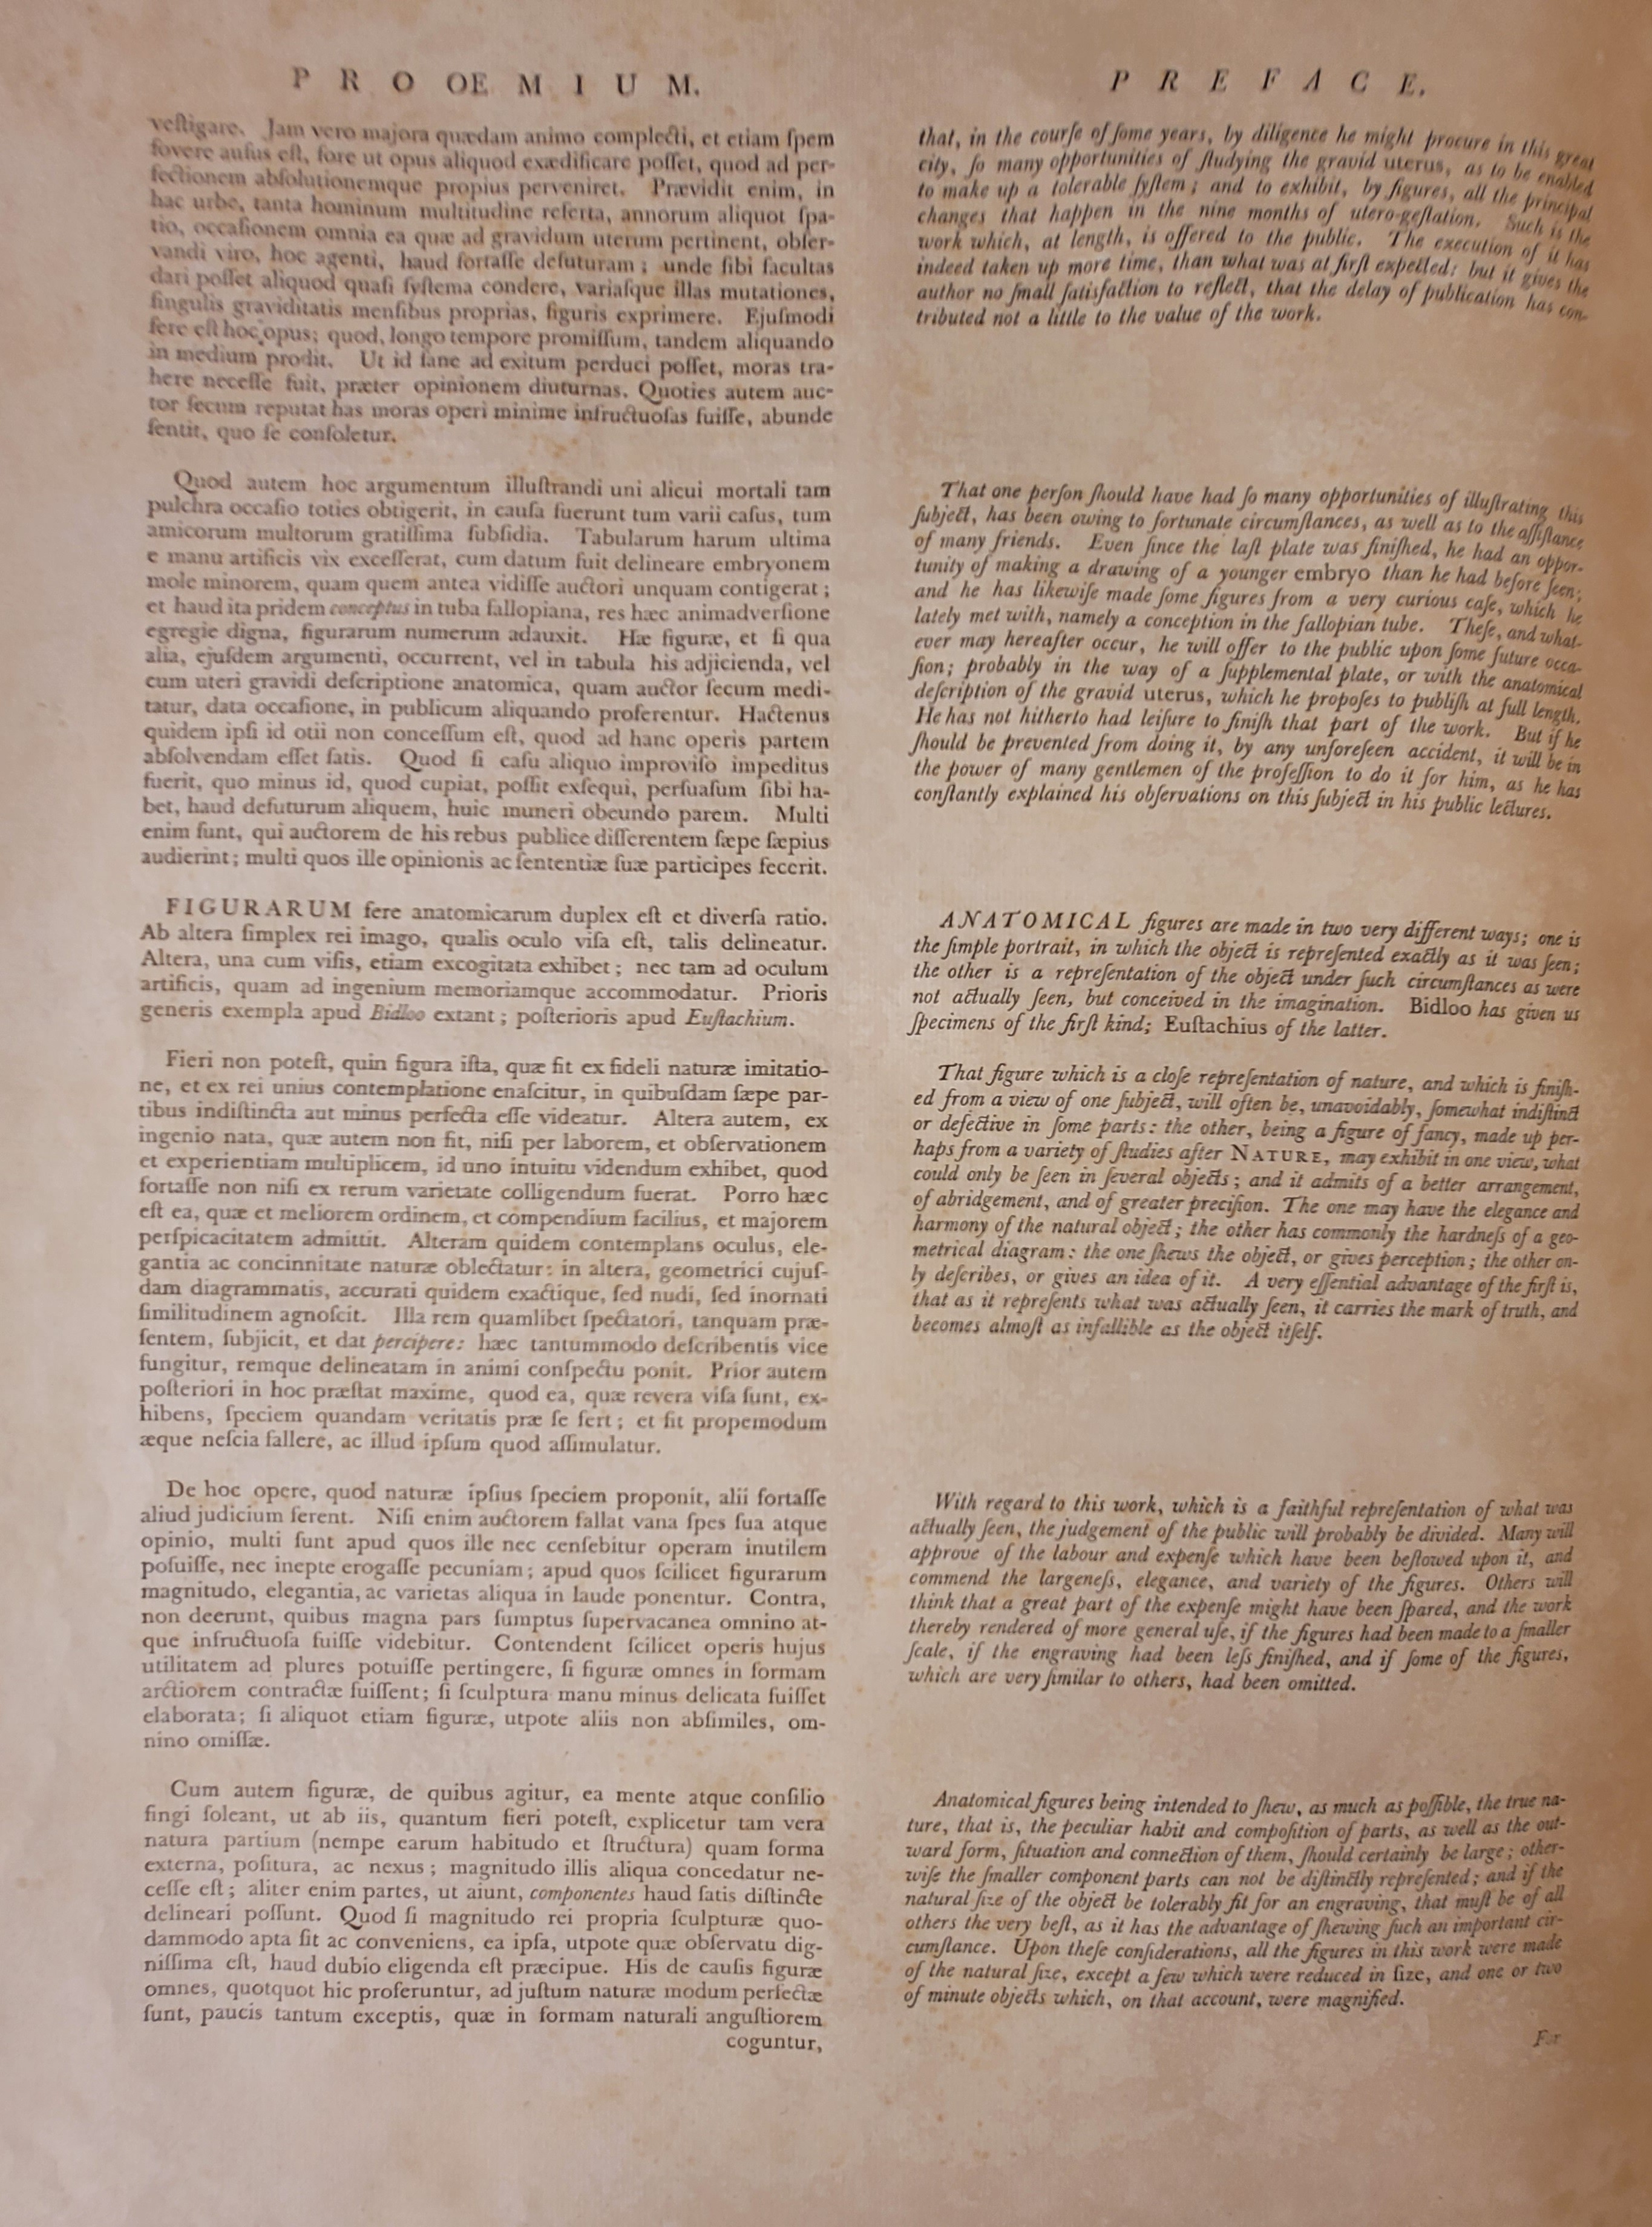 PROOEMIUM.
veſtigare. Jam vero majora quædam animo complecti, et etiam ſpem
fovere auſus eſt, fore ut opus aliquod exædificare poſſet, quod ad per-
fectionem abſolutionemque propius perveniret. Prævidit enim, in
hac urbe, tanta hominum multitudine referta, annorum aliquot ſpa-
tio, occaſionem omnia ea quæ ad gravidum uterum pertinent, obſer-
vandi viro, hoc agenti, haud fortaſſe defuturam; unde ſibi facultas
dari poſſet aliquod quaſi ſyſtema condere, variaſque illas mutationes,
ſingulis graviditatis menſibus proprias, figuris exprimere. Ejuſmodi
fere eſt hoc opus; quod, longo tempore promiſſum, tandem aliquando
in medium prodit. Ut id ſane ad exitum perduci poſſet, moras tra-
here neceſſe fuit, præter opinionem diuturnas. Quoties autem auc-
tor ſecum reputat has moras operi minime infructuoſas fuiſſe, abunde
ſentit, quo ſe conſoletur.
Quod autem hoc argumentum illuſtrandi uni alicui mortali tam
pulchra occaſio toties obtigerit, in cauſa fuerunt tum varii caſus, tum
amicorum multorum gratiſſima ſubſidia. Tabularum harum ultima
e manu artificis vix exceſſerat, cum datum fuit delineare embryonem
mole minorem, quam quem antea vidiſſe auctori unquam contigerat;
et haud ita pridem conceptus in tuba fallopiana, res hæc animadverſione
egregie digna, figurarum numerum adauxit. Hæ figuræ, et ſi qua
alia, ejuſdem argumenti, occurrent, vel in tabula his adjicienda, vel
cum uteri gravidi deſcriptione anatomica, quam auctor ſecum medi-
tatur, data occaſione, in publicum aliquando proferentur. Hactenus
quidem ipſi id otii non conceſſum eſt, quod ad hanc operis partem
abſolvendam eſſet ſatis. Quod ſi caſu aliquo improviſo impeditus
fuerit, quo minus id, quod cupiat, poſſit exſequi, perſuaſum ſibi ha-
bet, haud defuturum aliquem, huic muneri obeundo parem. Multi
enim ſunt, qui auctorem de his rebus publice diſſerentem ſæpe ſæpius
audierint; multi quos ille opinionis ac ſententiæ ſuæ participes fecerit.
FIGURARUM fere anatomicarum duplex eſt et diverſa ratio.
Ab altera ſimplex rei imago, qualis oculo viſa eſt, talis delineatur.
Altera, una cum viſis, etiam excogitata exhibet; nec tam ad oculum
artificis, quam ad ingenium memoriamque accommodatur. Prioris
generis exempla apud Bidloo extant; poſterioris apud Euſtachium.
Fieri non poteſt, quin figura iſta, quæ fit ex fideli naturæ imitatio-
ne, et ex rei unius contemplatione enaſcitur, in quibuſdam ſæpe par-
tibus indiſtincta aut minus perfecta eſſe videatur. Altera autem, ex
ingenio nata, quæ autem non fit, niſi per laborem, et obſervationem
et experientiam multiplicem, id uno intuitu videndum exhibet, quod
fortaſſe non niſi ex rerum varietate colligendum fuerat. Porro hæc
eſt ea, quæ et meliorem ordinem, et compendium facilius, et majorem
perſpicacitatem admittit. Alteram quidem contemplans oculus, ele-
gantia ac concinnitate naturæ oblectatur: in altera, geometrici cujuſ-
dam diagrammatis, accurati quidem exactique, ſed nudi, ſed inornati
ſimilitudinem agnoſcit. Illa rem quamlibet ſpectatori, tanquam præ-
ſentem, ſubjicit, et dat percipere: hæc tantummodo deſcribentis vice
fungitur, remque delineatam in animi conſpectu ponit. Prior autem
poſteriori in hoc præſtat maxime, quod ea, quæ revera viſa ſunt, ex-
hibens, ſpeciem quandam veritatis præ ſe fert; et fit propemodum
æque neſcia fallere, ac illud ipſum quod aſſimulatur.
De hoc opere, quod naturæ ipſius ſpeciem proponit, alii fortaſſe
aliud judicium ferent. Niſi enim auctorem fallat vana ſpes ſua atque
opinio, multi ſunt apud quos ille nec cenſebitur operam inutilem
poſuiſſe, nec inepte erogaſſe pecuniam; apud quos ſcilicet figurarum
magnitudo, elegantia, ac varietas aliqua in laude ponentur. Contra,
non deerunt, quibus magna pars ſumptus ſupervacanea omnino at-
que infructuoſa fuiſſe videbitur. Contendent ſcilicet operis hujus
utilitatem ad plures potuiſſe pertingere, ſi figuræ omnes in formam
arctiorem contractæ fuiſſent; ſi ſculptura manu minus delicata fuiſſet
elaborata; ſi aliquot etiam figuræ, utpote aliis non abſimiles, om-
nino omiſſæ.
Cum autem figuræ, de quibus agitur, ea mente atque conſilio
fingi ſoleant, ut ab iis, quantum fieri poteſt, explicetur tam vera
natura partium (nempe earum habitudo et ſtructura) quam forma
externa, poſitura, ac nexus; magnitudo illis aliqua concedatur ne-
ceſſe eſt; aliter enim partes, ut aiunt, componentes haud ſatis diſtincte
delineari poſſunt. Quod ſi magnitudo rei propria ſculpturæ quo-
dammodo apta ſit ac conveniens, ea ipſa, utpote quæ obſervatu dig-
niſſima eſt, haud dubio eligenda eſt præcipue. His de cauſis figuræ
omnes, quotquot hic proferuntur, ad juſtum naturæ modum perfectæ
ſunt, paucis tantum exceptis, quæ in formam naturali anguſtiorem
coguntur,
PREFACE.
that, in the courſe of ſome years, by diligence he might procure in this great
city, ſo many opportunities of ſtudying the gravid uterus, as to be enabled
to make up a tolerable ſyſtem; and to exhibit, by figures, all the principal
changes that happen in the nine months of utero-geſtation. Such is the
work which, at length, is offered to the public. The execution of it has
indeed taken up more time, than what was at firſt expected: but it gives the
author no ſmall ſatisfaction to reflect, that the delay of publication has con-
tributed not a little to the value of the work.
That one perſon ſhould have had ſo many opportunities of illuſtrating this
ſubject, has been owing to fortunate circumſtances, as well as to the aſſiſtance
of many friends. Even ſince the laſt plate was finiſhed, he had an oppor-
tunity of making a drawing of a younger embryo than he had before ſeen;
and he has likewiſe made ſome figures from a very curious caſe, which he
lately met with, namely a conception in the fallopian tube. Theſe, and what-
ever may hereafter occur, he will offer to the public upon ſome future occa-
ſion; probably in the way of a ſupplemental plate, or with the anatomical
deſcription of the gravid uterus, which he propoſes to publiſh at full length.
He has not hitherto had leiſure to finiſh that part of the work. But if he
ſhould be prevented from doing it, by any unforeſeen accident, it will be in
the power of many gentlemen of the profeſſion to do it for him, as he has
conſtantly explained his obſervations on this ſubject in his public lectures.
ANATOMICAL figures are made in two very different ways; one is
the ſimple portrait, in which the object is repreſented exactly as it was ſeen;
the other is a repreſentation of the object under ſuch circumſtances as were
not actually ſeen, but conceived in the imagination. Bidloo has given us
ſpecimens of the firſt kind; Euſtachius of the latter.
That figure which is a cloſe repreſentation of nature, and which is finiſh-
ed from a view of one ſubject, will often be, unavoidably, ſomewhat indiſtinct
or defective in ſome parts: the other, being a figure of fancy, made up per-
haps from a variety of ſtudies after NATURE, may exhibit in one view, what
could only be ſeen in ſeveral objects; and it admits of a better arrangement,
of abridgement, and of greater preciſion. The one may have the elegance and
harmony of the natural object; the other has commonly the hardneſs of a geo-
metrical diagram: the one ſhews the object, or gives perception; the other on-
ly deſcribes, or gives an idea of it. A very eſſential advantage of the firſt is,
that as it repreſents what was actually ſeen, it carries the mark of truth, and
becomes almoſt as infallible as the object itſelf.
With regard to this work, which is a faithful repreſentation of what was
actually ſeen, the judgement of the public will probably be divided. Many will
approve of the labour and expenſe which have been beſtowed upon it, and
commend the largeneſs, elegance, and variety of the figures. Others will
think that a great part of the expenſe might have been ſpared, and the work
thereby rendered of more general uſe, if the figures had been made to a ſmaller
ſcale, if the engraving had been leſs finiſhed, and if ſome of the figures,
which are very ſimilar to others, had been omitted.
Anatomical figures being intended to ſhew, as much as poſſible, the true na-
ture, that is, the peculiar habit and compoſition of parts, as well as the out-
ward form, ſituation and connection of them, ſhould certainly be large; other-
wiſe the ſmaller component parts can not be diſtinctly repreſented; and if the
natural ſize of the object be tolerably fit for an engraving, that muſt be of all
others the very beſt, as it has the advantage of ſhewing ſuch an important cir-
cumſtance. Upon theſe conſiderations, all the figures in this work were made
of the natural ſize, except a few which were reduced in ſize, and one or two
of minute objects which, on that account, were magnified.
For